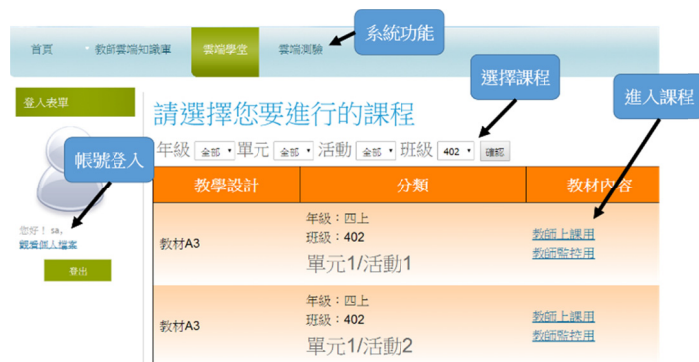 系統功能
首頁 教師雲端知識庫 雲端學堂 雲端測驗
選擇課程
進入課程
登入表單
請選擇您要進行的課程
年級 全部 單元 全部 活動 全部 班級 402 確認
帳號登入
教學設計 分類 教材內容
您好！ sa,
觀看個人檔案
登出
年級：四上
班級：402
單元1/活動1
教材A3
教師上課用
教師監控用
年級：四上
班級：402
單元1/活動2
教材A3
教師上課用
教師監控用